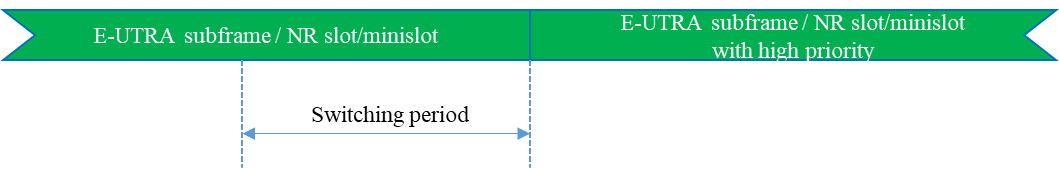 E-UTRA subframe / NR slot/minislot
E-UTRA subframe / NR slot/minislot
with high priority
Switching period